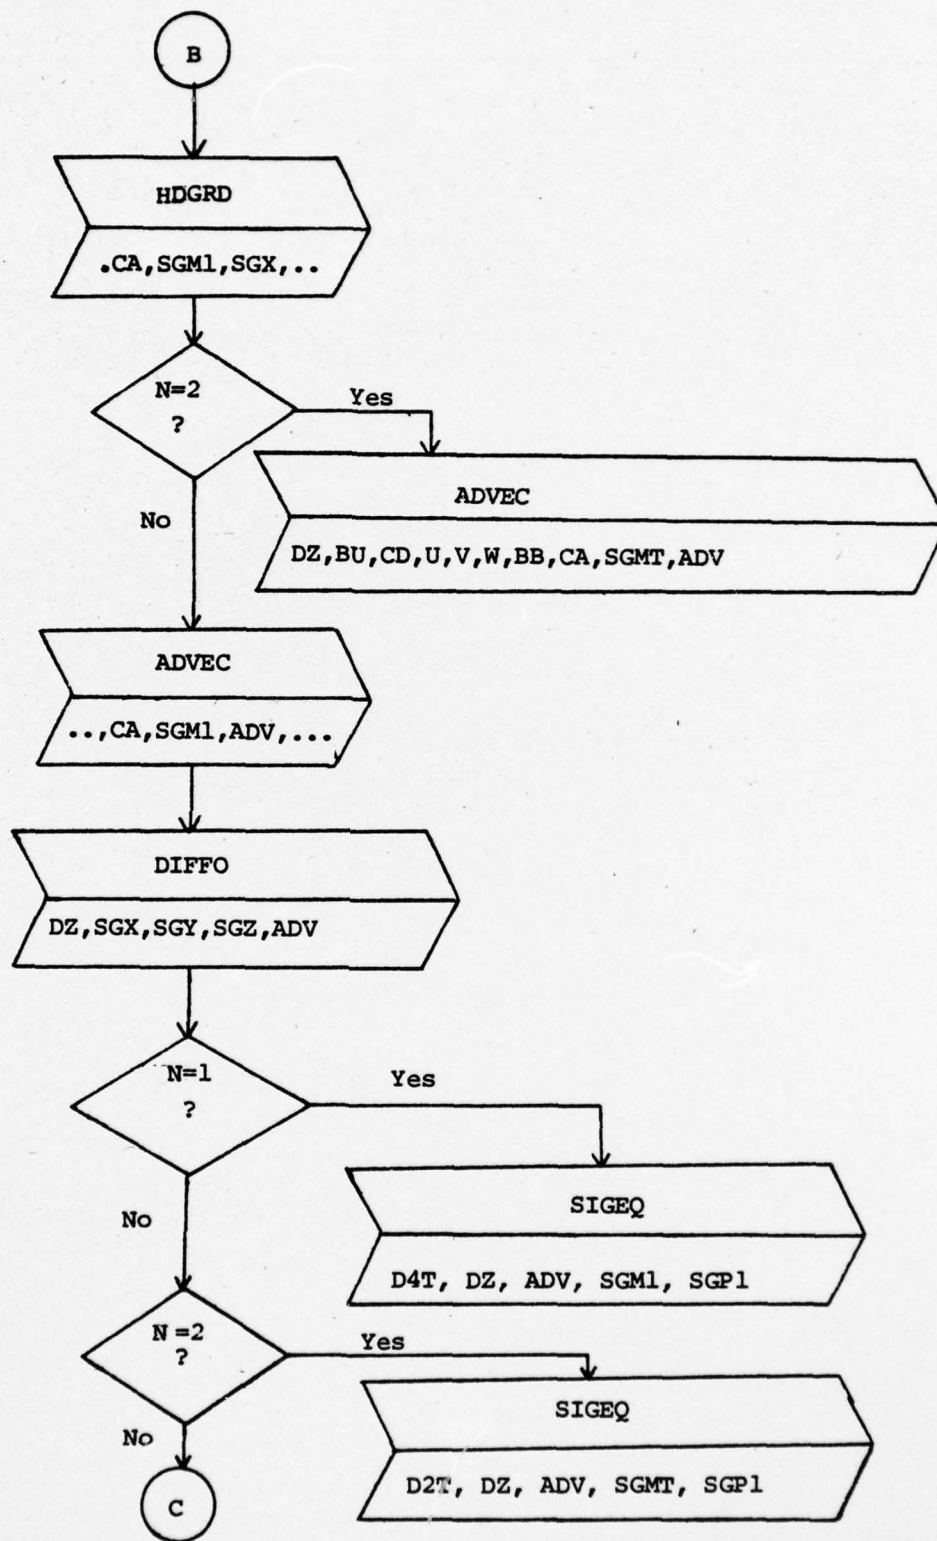 B
HDGRD
.CA,SGM1,SGX,..
N=2
?
Yes
No
ADVEC
DZ,BU,CD,U,V,W,BB,CA,SGMT,ADV
ADVEC
..,CA,SGM1,ADV,...
DIFFO
DZ,SGX,SGY,SGZ,ADV
N=1
?
Yes
No
SIGEQ
D4T, DZ, ADV, SGM1, SGP1
N=2
?
Yes
No
SIGEQ
D2T, DZ, ADV, SGMT, SGP1
C